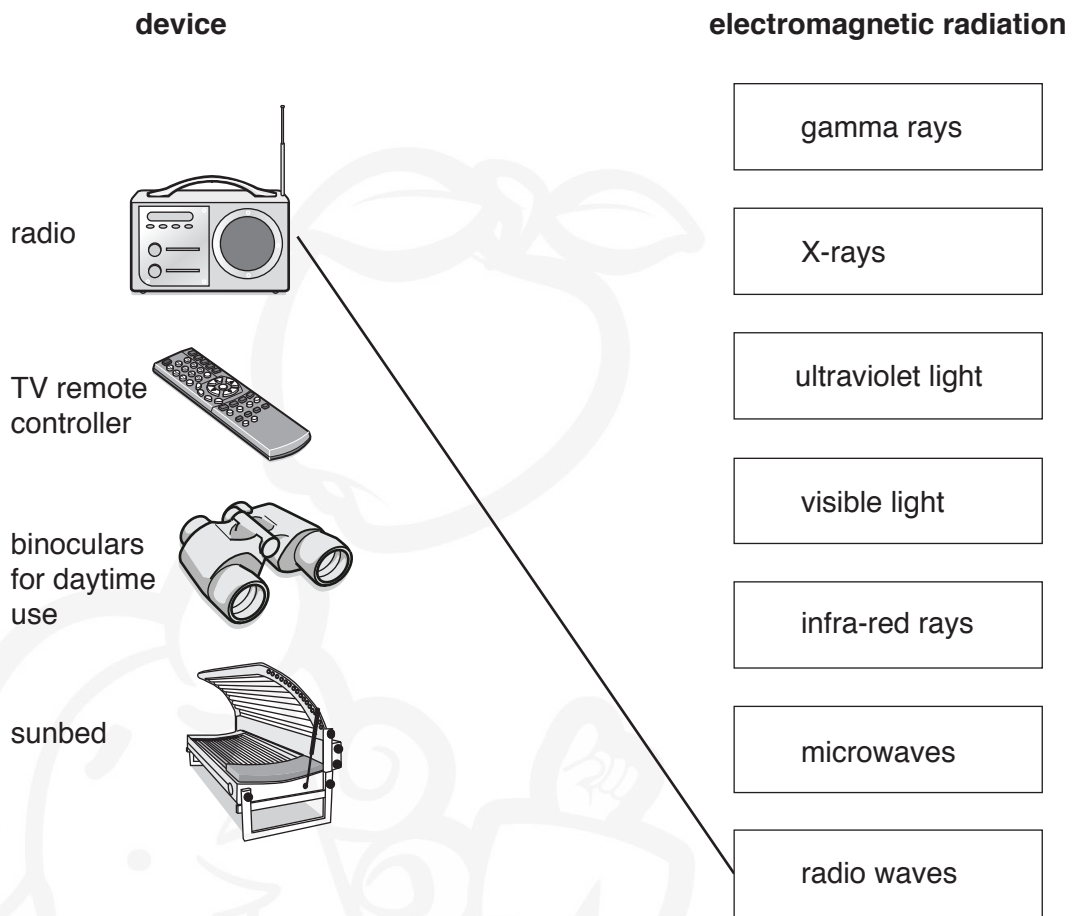 device
electromagnetic radiation
radio
TV remote
controller
binoculars
for daytime
use
sunbed
gamma rays
X-rays
ultraviolet light
visible light
infra-red rays
microwaves
radio waves